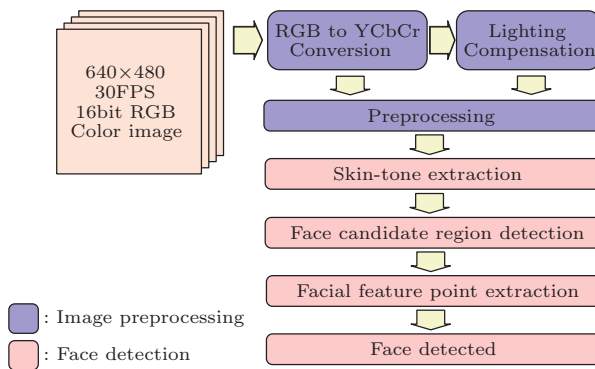 640×480
30FPS
16bit RGB
Color image
RGB to YCbCr
Conversion
Lighting
Compensation
Preprocessing
Skin-tone extraction
Face candidate region detection
Facial feature point extraction
Face detected
: Image preprocessing
: Face detection